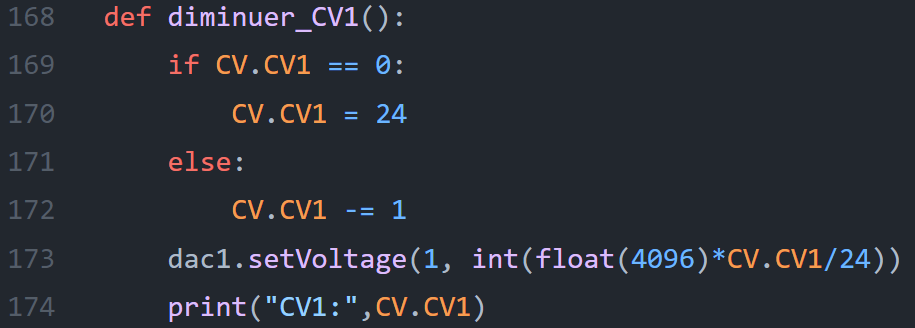 168 def diminuer_CV1():
169 if CV.CV1 == 0:
170 CV.CV1 = 24
171 else:
172 CV.CV1 -= 1
173 dac1.setVoltage(1, int(float(4096)*CV.CV1/24))
174 print("CV1:",CV.CV1)